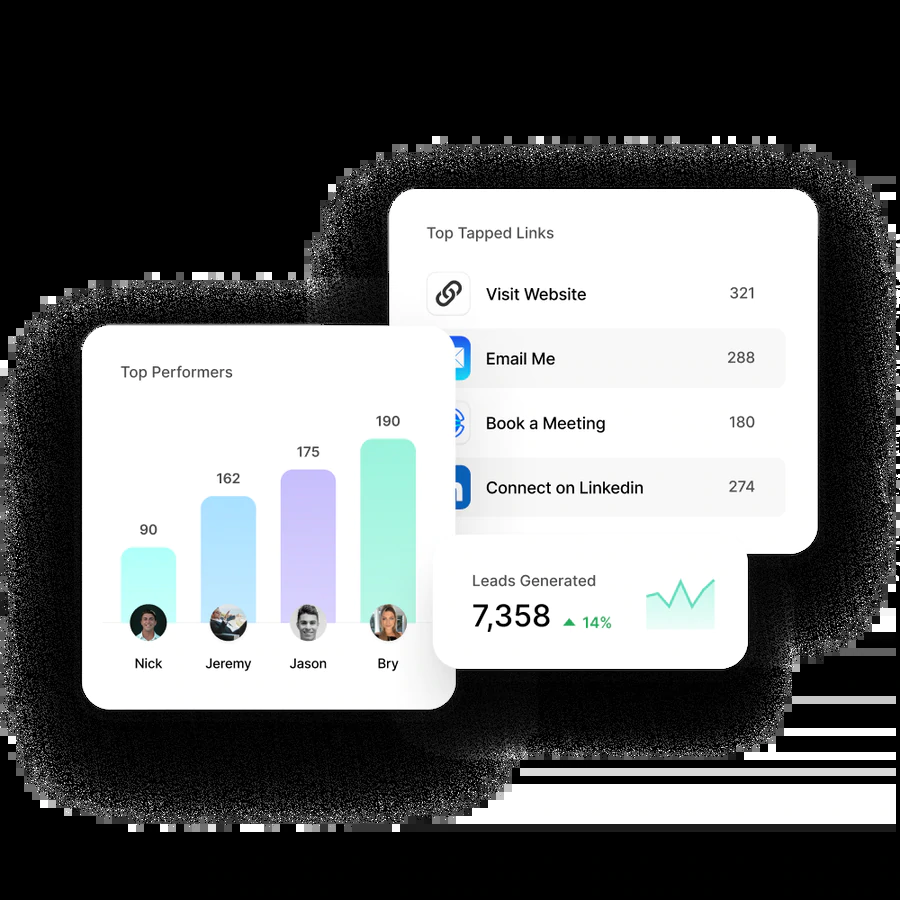 Top Tapped Links
Visit Website 321
Email Me 288
Book a Meeting 180
Connect on Linkedin 274
Top Performers
190
175
162
90
Nick Jeremy Jason Bry
Leads Generated
7,358 14%